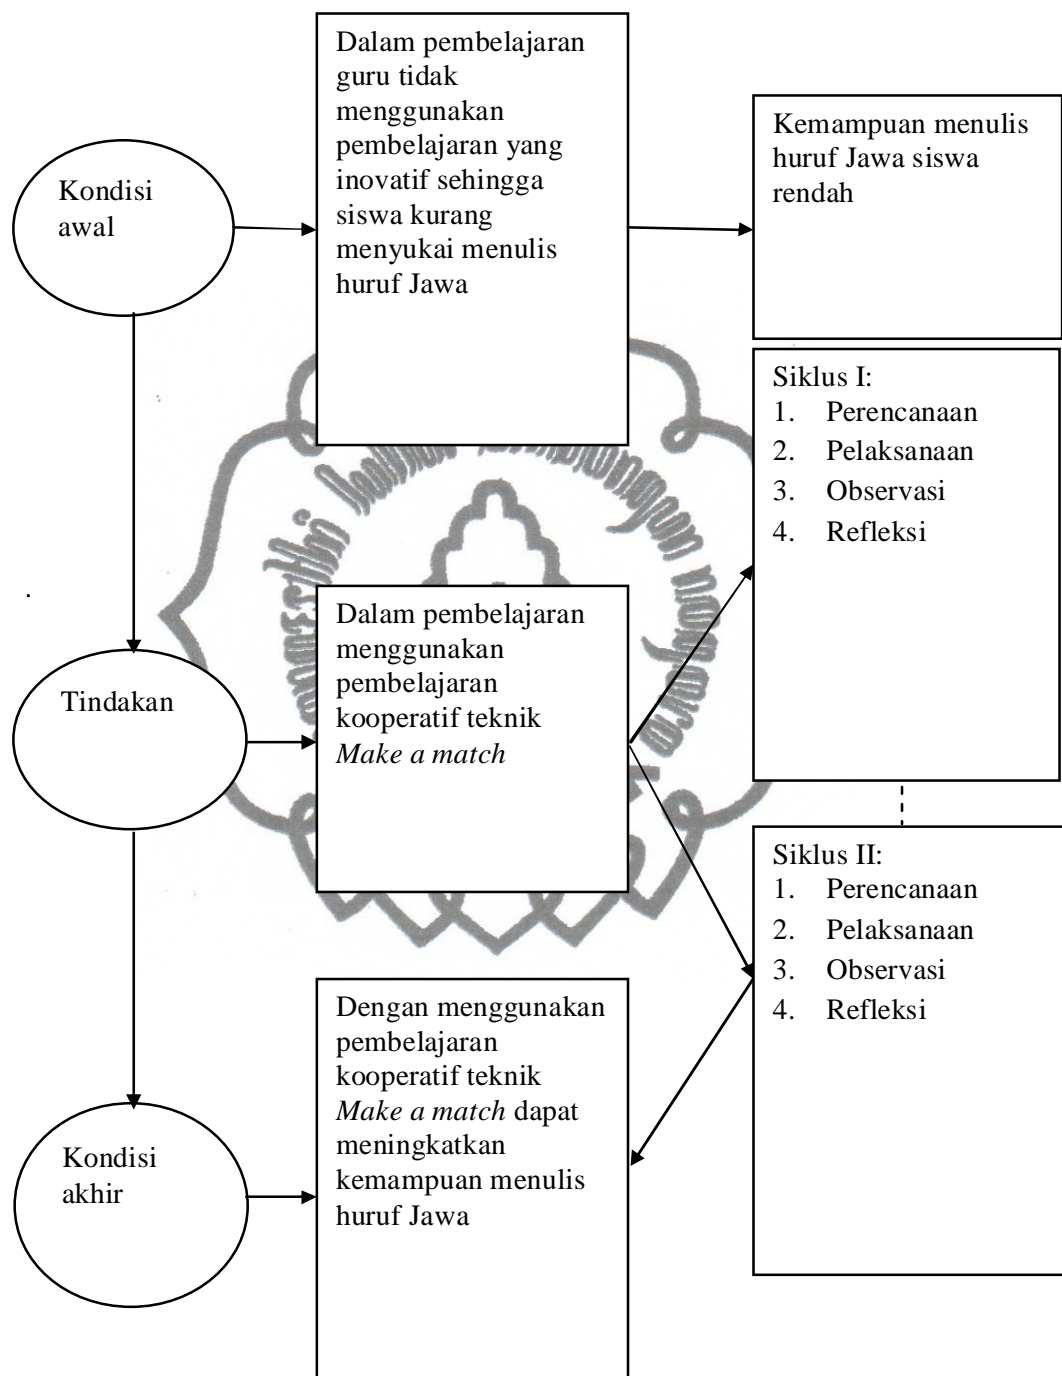 Dalam pembelajaran
guru tidak
menggunakan
pembelajaran yang
inovatif sehingga
siswa kurang
menyukai menulis
huruf Jawa
Kemampuan menulis
huruf Jawa siswa
rendah
Kondisi
awal
Siklus I:
1. Perencanaan
2. Pelaksanaan
3. Observasi
4. Refleksi
Dalam pembelajaran
menggunakan
pembelajaran
kooperatif teknik
Make a match
Tindakan
Siklus II:
1. Perencanaan
2. Pelaksanaan
3. Observasi
4. Refleksi
Dengan menggunakan
pembelajaran
kooperatif teknik
Make a match dapat
meningkatkan
kemampuan menulis
huruf Jawa
Kondisi
akhir